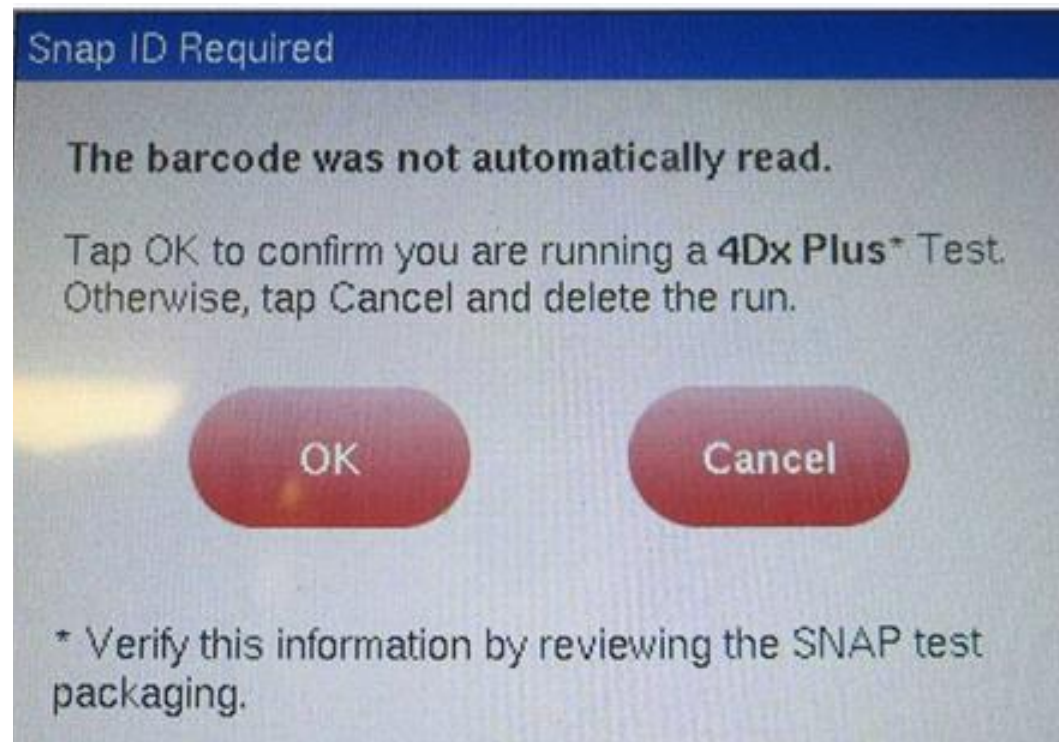 Snap ID Required
The barcode was not automatically read.
Tap OK to confirm you are running a 4Dx Plus* Test.
Otherwise, tap Cancel and delete the run.
OK
Cancel
* Verify this information by reviewing the SNAP test
packaging.